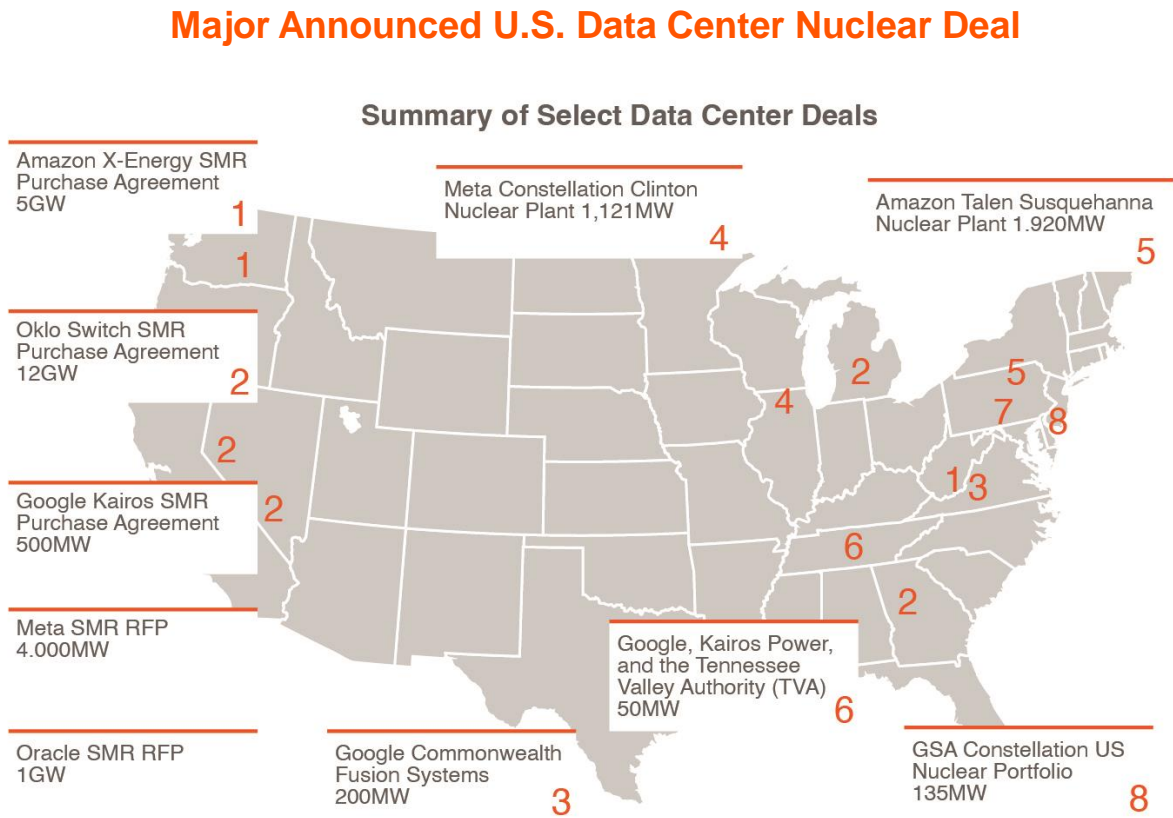 Major Announced U.S. Data Center Nuclear Deal
Summary of Select Data Center Deals
Amazon X-Energy SMR
Purchase Agreement
5GW
1
Meta Constellation Clinton
Nuclear Plant 1,121MW
4
Amazon Talen Susquehanna
Nuclear Plant 1.920MW
5
1
Oklo Switch SMR
Purchase Agreement
12GW
2
2
5
4
7
8
2
Google Kairos SMR
Purchase Agreement
500MW
2
1
3
6
2
Meta SMR RFP
4.000MW
Google, Kairos Power,
and the Tennessee
Valley Authority (TVA)
50MW
6
Oracle SMR RFP
1GW
Google Commonwealth
Fusion Systems
200MW
3
GSA Constellation US
Nuclear Portfolio
135MW
8